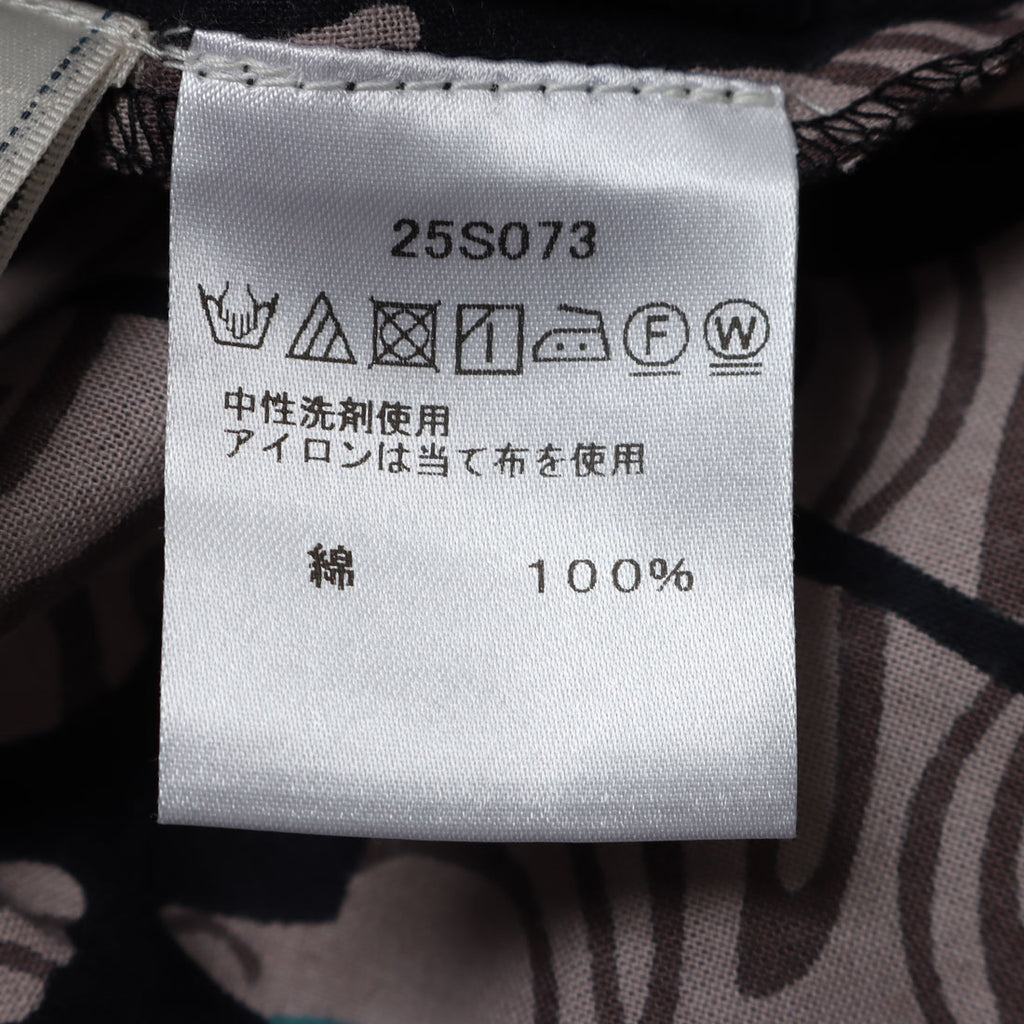 25S073
F W
中性洗剤使用
アイロンは当て布を使用
綿 100%